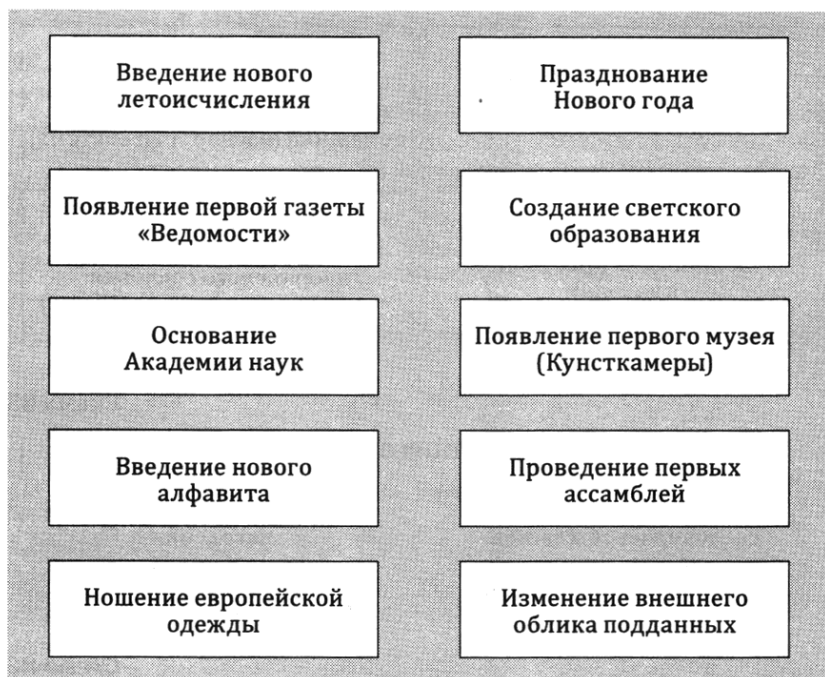 Введение нового
летоисчисления
Празднование
Нового года
Появление первой газеты
«Ведомости»
Создание светского
образования
Основание
Академии наук
Появление первого музея
(Кунсткамеры)
Введение нового
алфавита
Проведение первых
ассамблей
Ношение европейской
одежды
Изменение внешнего
облика подданных